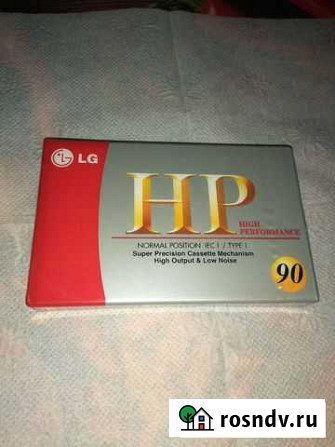 LG
HP
HIGH
PERFORMANCE
NORMAL POSITION IEC I / TYPE I
Super Precision Cassette Mechanism
High Output & Low Noise
90
rosndv.ru